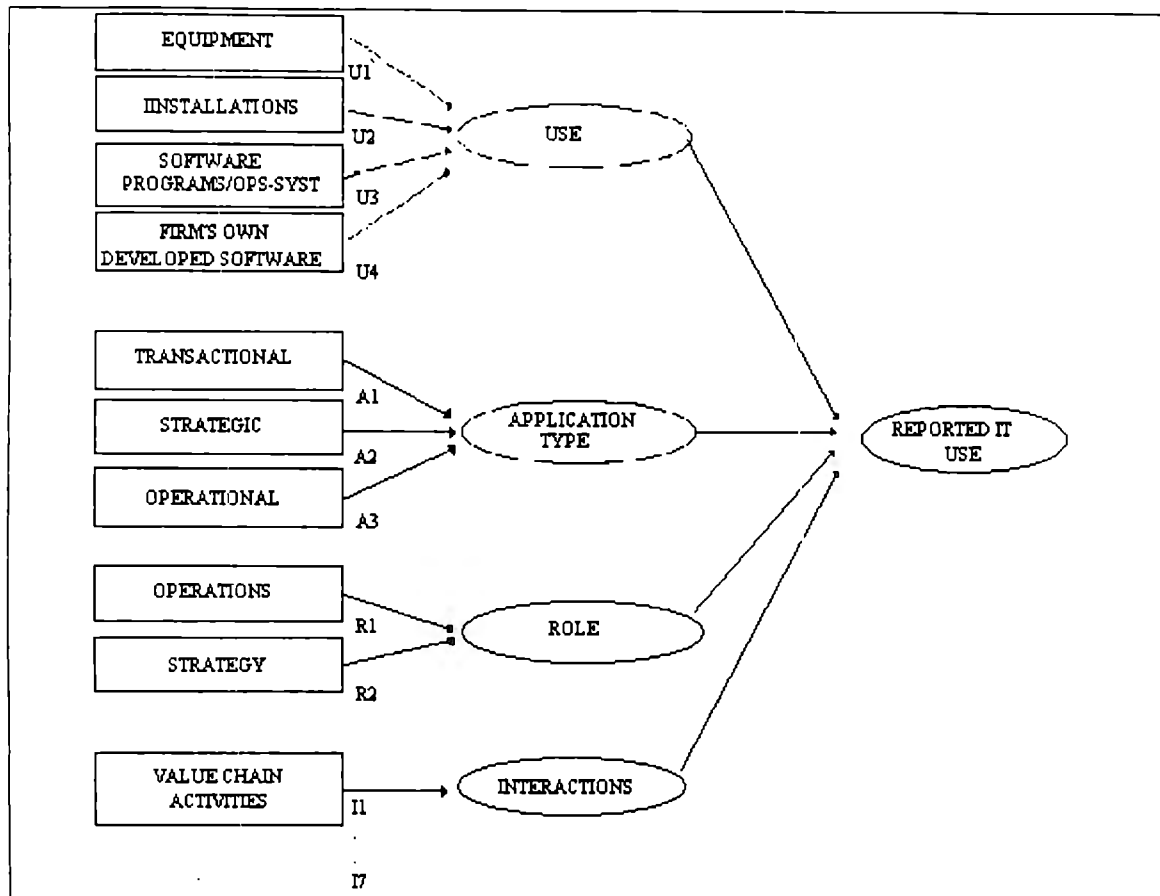 EQUIPMENT
U1
IINSTALLATIONS
U2
USE
SOFTWARE
PROGRAMS/OPS-SYST
U3
FIRM'S OWN
DEVELOPED SOFTWARE
U4
TRANSACTIONAL
A1
STRATEGIC
A2
APPLICATION
TYPE
REPORTED IT
USE
OPERATIONAL
A3
OPERATIONS
R1
ROLE
STRATEGY
R2
VALUE CHAIN
ACTIVITIES
I1
INTERACTIONS
I7